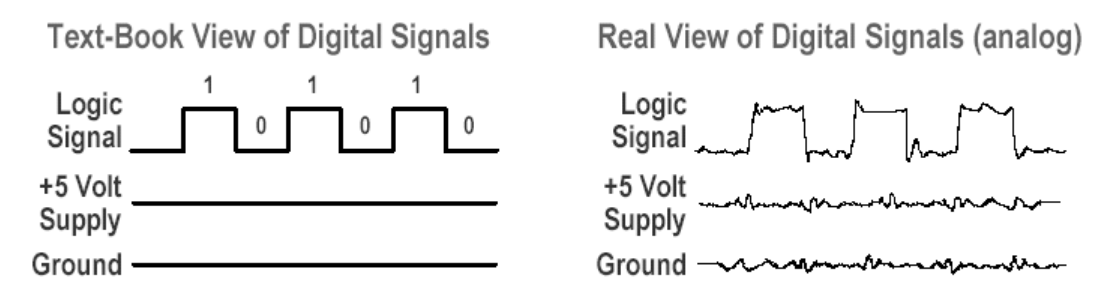 Text-Book View of Digital Signals
1 1 1
Logic
Signal
0 0 0
+5 Volt
Supply
Ground
Real View of Digital Signals (analog)
Logic
Signal
+5 Volt
Supply
Ground